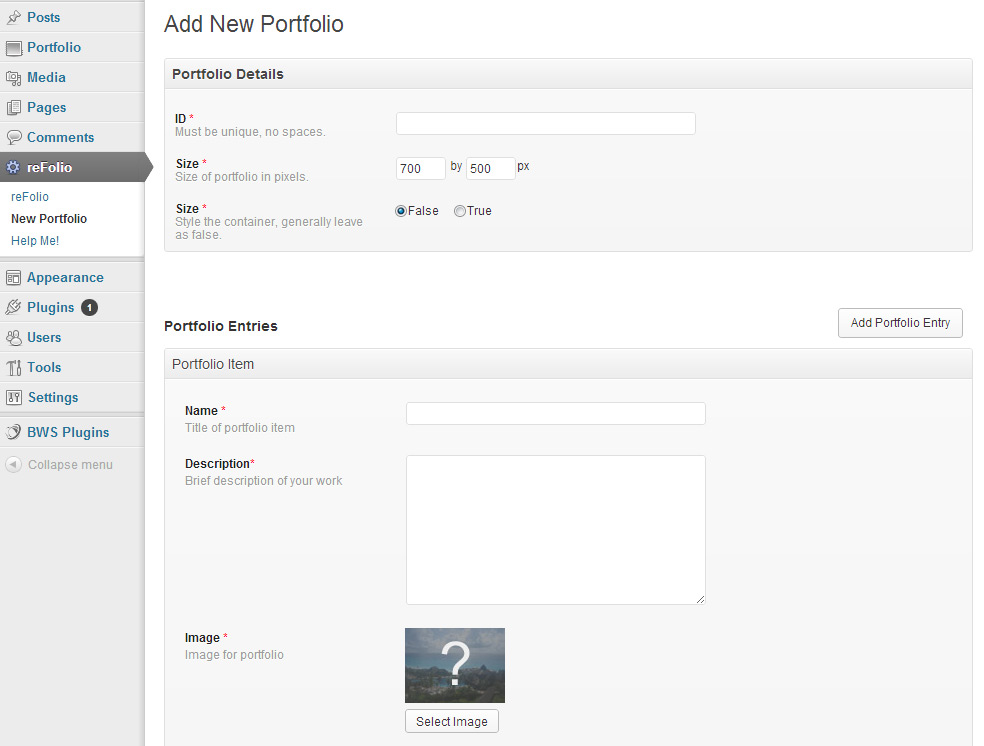 Posts
Portfolio
Media
Pages
Comments
reFolio
reFolio
New Portfolio
Help Me!
Appearance
Plugins 1
Users
Tools
Settings
BWS Plugins
Collapse menu
Add New Portfolio
Portfolio Details
ID *
Must be unique, no spaces.
Size *
Size of portfolio in pixels.
700 by 500 px
Size *
Style the container, generally leave
as false.
False True
Portfolio Entries
Add Portfolio Entry
Portfolio Item
Name *
Title of portfolio item
Description*
Brief description of your work
Image *
Image for portfolio
?
Select Image